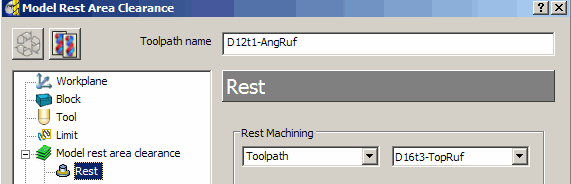 Model Rest Area Clearance
Toolpath name D12t1-AngRuf
Workplane
Block
Tool
Limit
Model rest area clearance
Rest
Rest
Rest Machining
Toolpath D16t3-TopRuf